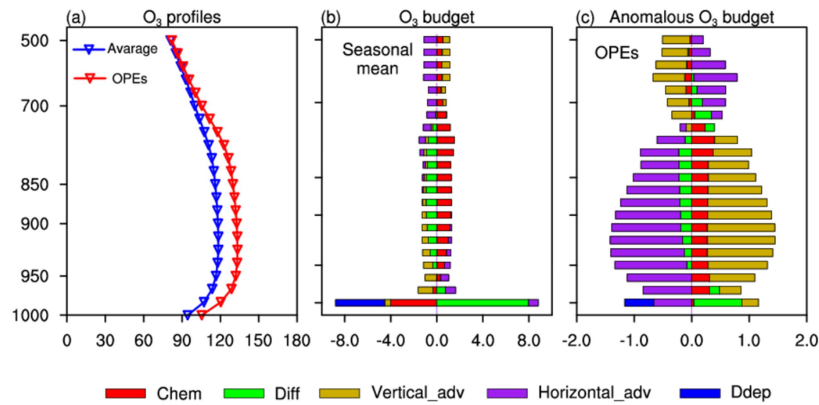 (a) O₃ profiles
500
700
850
900
950
1000
0 30 60 90 120 150 180
Avarage
OPEs
(b) O₃ budget
Seasonal
mean
-8.0 -4.0 0.0 4.0 8.0
(c) Anomalous O₃ budget
OPEs
-2.0 -1.0 0.0 1.0 2.0
Chem Diff Vertical_adv Horizontal_adv Ddep